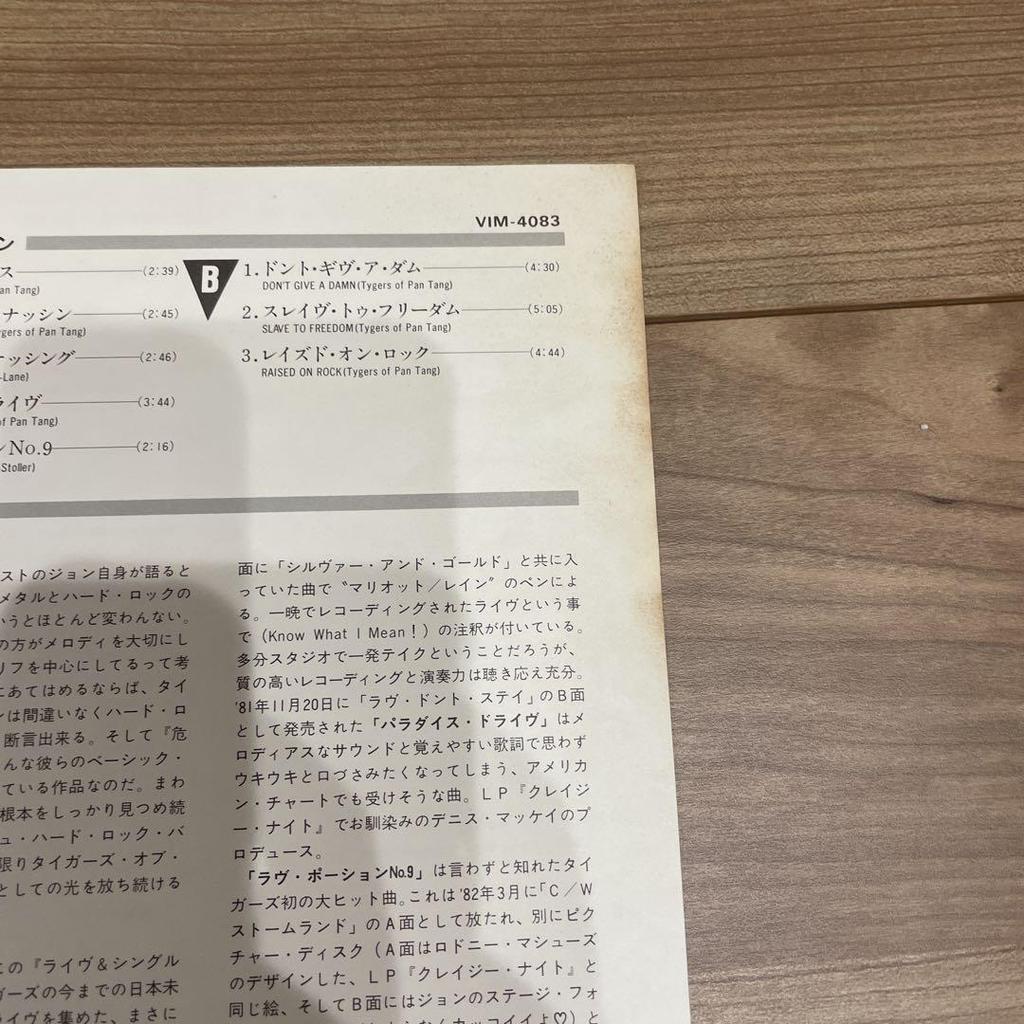 VIM-4083
ン
ス (2:39)
an Tang)
ナッシン (2:45)
ygers of Pan Tang)
ナッシング (2:46)
-Lane)
ライヴ (3:44)
of Pan Tang)
ンNo.9 (2:16)
Stoller)
B
1.ドント・ギヴ・ア・ダム (4:30)
DON'T GIVE A DAMN(Tygers of Pan Tang)
2.スレイヴ・トゥ・フリーダム (5:05)
SLAVE TO FREEDOM(Tygers of Pan Tang)
3.レイズド・オン・ロック (4:44)
RAISED ON ROCK(Tygers of Pan Tang)
ストのジョン自身が語ると
メタルとハード・ロックの
いうとほとんど変わんない。
の方がメロディを大切にし
リフを中心にしてるって考
にあてはめるならば、タイ
ンは間違いなくハード・ロ
断言出来る。そして『危
んな彼らのベーシック・
ている作品なのだ。まわ
根本をしっかり見つめ続
ュ・ハード・ロック・バ
限りタイガーズ・オブ・
としての光を放ち続ける
この『ライヴ&シングル
ガーズの今までの日本未
ライヴを集めた、まさに
面に「シルヴァー・アンド・ゴールド」と共に入
っていた曲で〝マリオット／レイン〟のペンによ
る。一晩でレコーディングされたライヴという事
で（Know What I Mean！）の注釈が付いている。
多分スタジオで一発テイクということだろうが、
質の高いレコーディングと演奏力は聴き応え充分。
'81年11月20日に「ラヴ・ドント・ステイ」のB面
として発売された「パラダイス・ドライヴ」はメ
ロディアスなサウンドと覚えやすい歌詞で思わず
ウキウキと口づさみたくなってしまう、アメリカ
ン・チャートでも受けそうな曲。ＬＰ『クレイジ
ー・ナイト』でお馴染みのデニス・マッケイのプ
ロデュース。
「ラヴ・ポーションNo.9」は言わずと知れたタイ
ガーズ初の大ヒット曲。これは'82年3月に「C／W
ストームランド」のA面として放たれ、別にピク
チャー・ディスク（A面はロドニー・マシューズ
のデザインした、ＬＰ『クレイジー・ナイト』と
同じ絵、そしてB面にはジョンのステージ・フォ
カッコイイよ♡）と